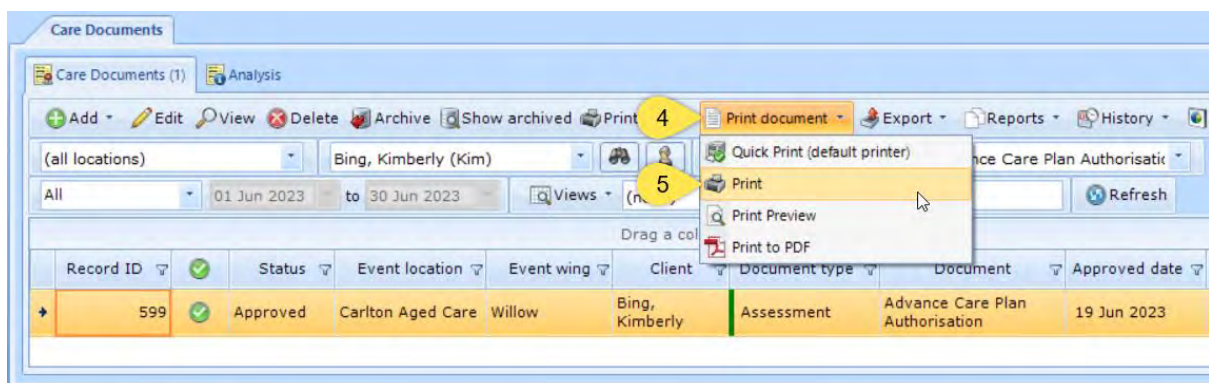 Care Documents
Care Documents (1) Analysis
Add Edit View Delete Archive Show archived Print 4 Print document Export Reports History
(all locations) Bing, Kimberly (Kim) Quick Print (default printer) Care Plan Authorisatic
All 01 Jun 2023 to 30 Jun 2023 Views 5 Print Refresh
Print Preview
Drag a col
Print to PDF
Record ID Status Event location Event wing Client Document type Document Approved date
599 Approved Carlton Aged Care Willow Bing, Kimberly Assessment Advance Care Plan Authorisation 19 Jun 2023